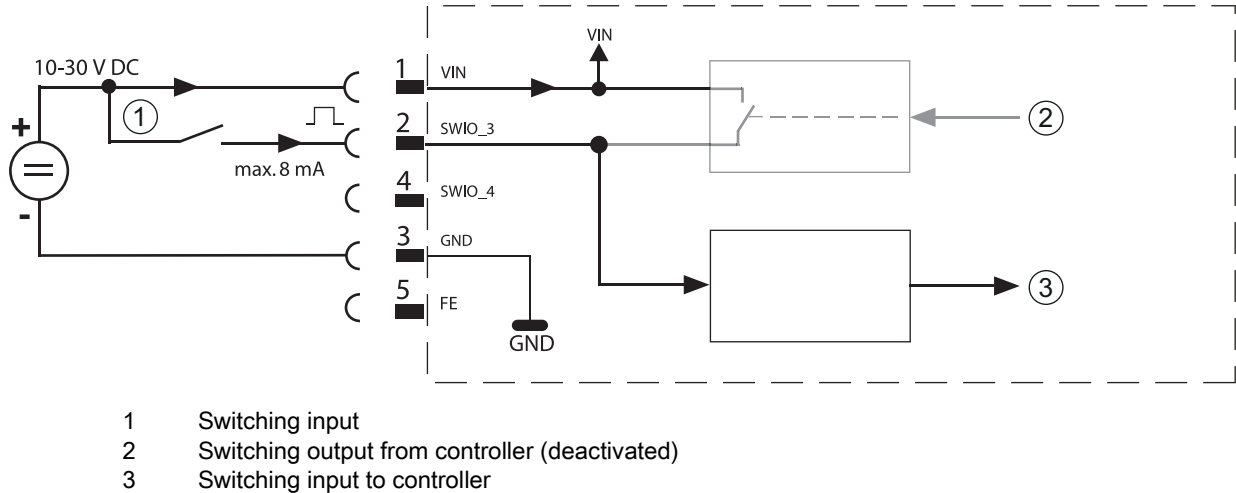 VIN
10-30 V DC
1
VIN
1
+
2
SWIO_3
2
max. 8 mA
4
SWIO_4
-
3
GND
3
5
FE
GND
1 Switching input
2 Switching output from controller (deactivated)
3 Switching input to controller